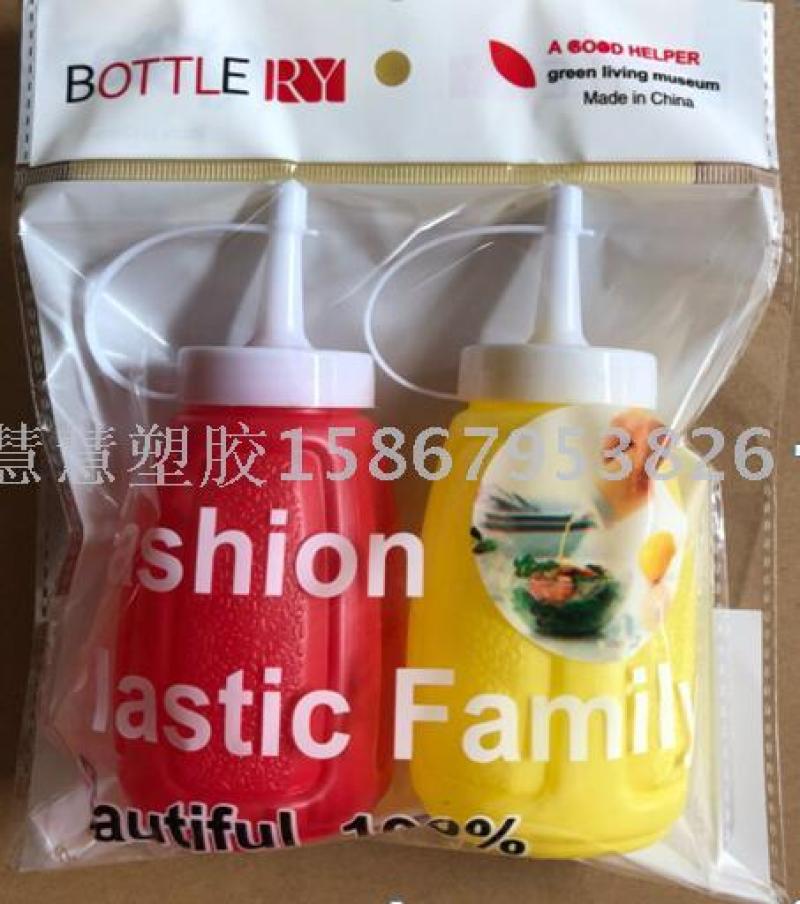 BOTTLE RY
A GOOD HELPER
green living museum
Made in China
慧慧塑胶15867953826
ashion
lastic Family
autiful 100%